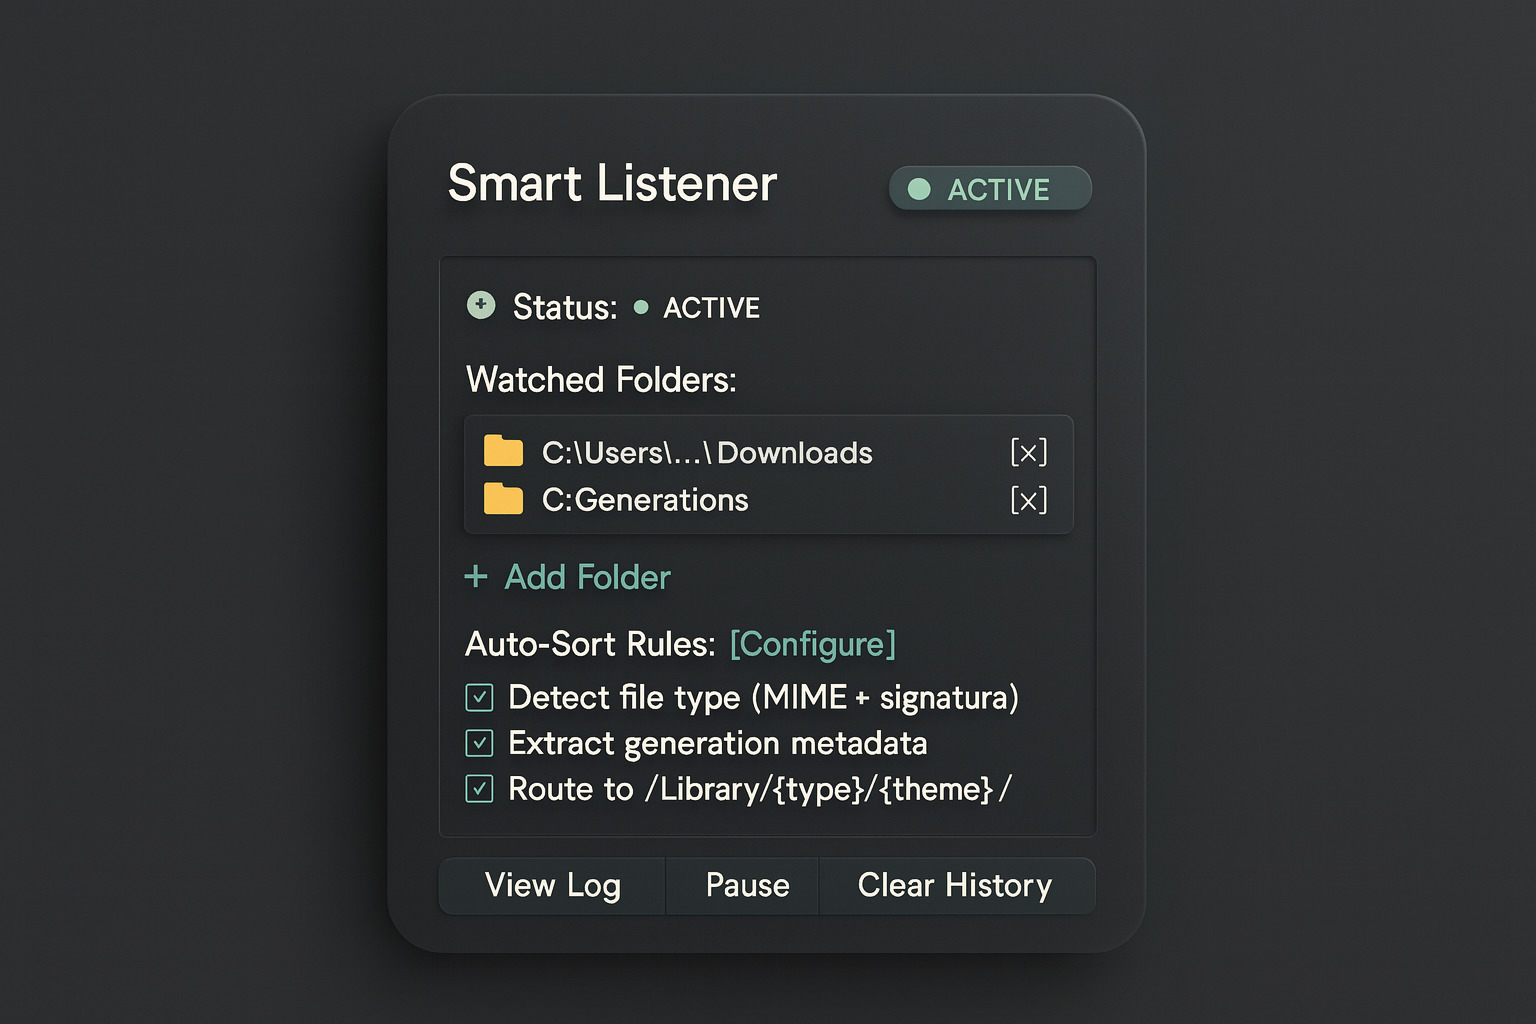 Smart Listener
ACTIVE
Status: ACTIVE
Watched Folders:
C:\Users\...\Downloads [×]
C:Generations [×]
+ Add Folder
Auto-Sort Rules: [Configure]
Detect file type (MIME + signatura)
Extract generation metadata
Route to /Library/{type}/{theme}/
View Log Pause Clear History